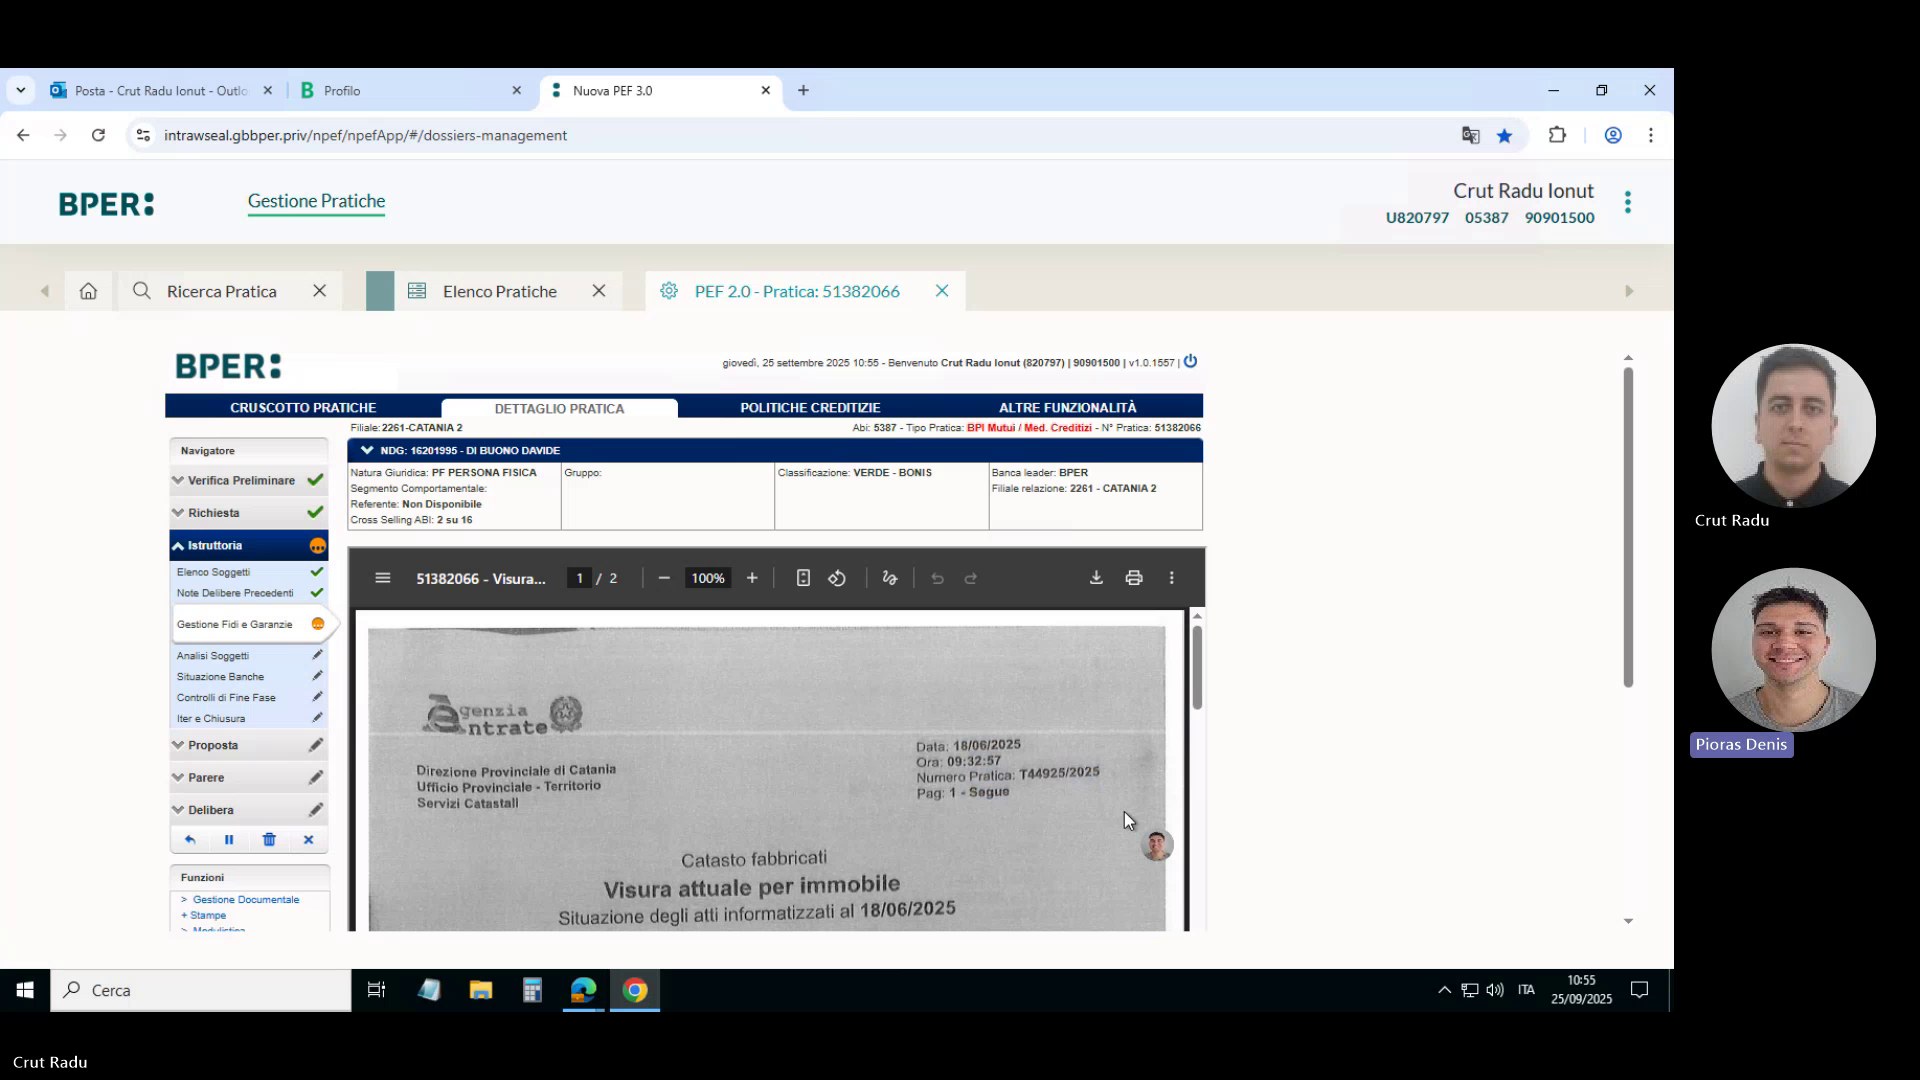 Posta - Crut Radu Ionut - Outlo
Profilo
Nuova PEF 3.0
intrawseal.gbbper.priv/npef/npefApp/#/dossiers-management
BPER:
Gestione Pratiche
Crut Radu Ionut
U820797 05387 90901500
Ricerca Pratica
Elenco Pratiche
PEF 2.0 - Pratica: 51382066
BPER:
giovedì, 25 settembre 2025 10:55 - Benvenuto Crut Radu Ionut (820797) | 90901500 | v1.0.1557 |
CRUSCOTTO PRATICHE
DETTAGLIO PRATICA
POLITICHE CREDITIZIE
ALTRE FUNZIONALITÀ
Filiale: 2261-CATANIA 2
Abi: 5387 - Tipo Pratica: BPI Mutui / Med. Creditizi - N° Pratica: 51382066
Navigatore
Verifica Preliminare
Richiesta
Istruttoria
Elenco Soggetti
Note Delibere Precedenti
Gestione Fidi e Garanzie
Analisi Soggetti
Situazione Banche
Controlli di Fine Fase
Iter e Chiusura
Proposta
Parere
Delibera
Funzioni
> Gestione Documentale
+ Stampe
> Modulistica
NDG: 16201995 - DI BUONO DAVIDE
Natura Giuridica: PF PERSONA FISICA
Segmento Comportamentale:
Referente: Non Disponibile
Cross Selling ABI: 2 su 16
Gruppo:
Classificazione: VERDE - BONIS
Banca leader: BPER
Filiale relazione: 2261 - CATANIA 2
51382066 - Visura...
1 / 2
100%
Agenzia
Entrate
Direzione Provinciale di Catania
Ufficio Provinciale - Territorio
Servizi Catastali
Data: 18/06/2025
Ora: 09:32:57
Numero Pratica: T44925/2025
Pag: 1 - Segue
Catasto fabbricati
Visura attuale per immobile
Situazione degli atti informatizzati al 18/06/2025
Crut Radu
Pioras Denis
Cerca
ITA
10:55
25/09/2025
Crut Radu